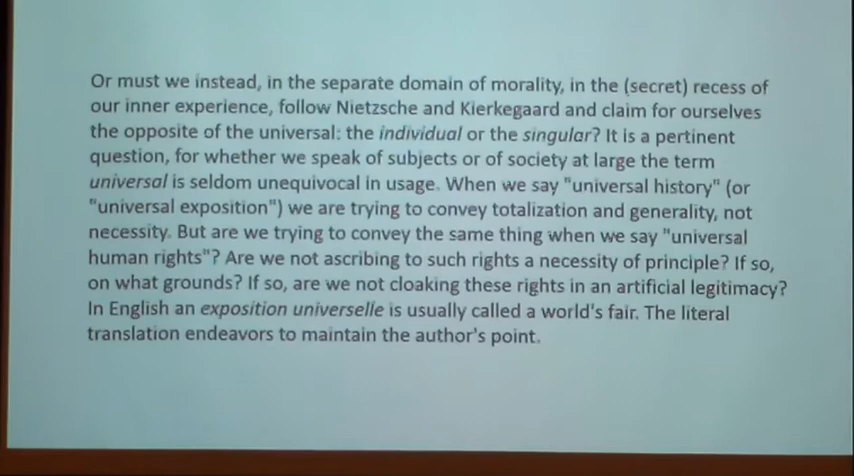 Or must we instead, in the separate domain of morality, in the (secret) recess of
our inner experience, follow Nietzsche and Kierkegaard and claim for ourselves
the opposite of the universal: the individual or the singular? It is a pertinent
question, for whether we speak of subjects or of society at large the term
universal is seldom unequivocal in usage. When we say "universal history" (or
"universal exposition") we are trying to convey totalization and generality, not
necessity. But are we trying to convey the same thing when we say "universal
human rights"? Are we not ascribing to such rights a necessity of principle? If so,
on what grounds? If so, are we not cloaking these rights in an artificial legitimacy?
In English an exposition universelle is usually called a world's fair. The literal
translation endeavors to maintain the author's point.